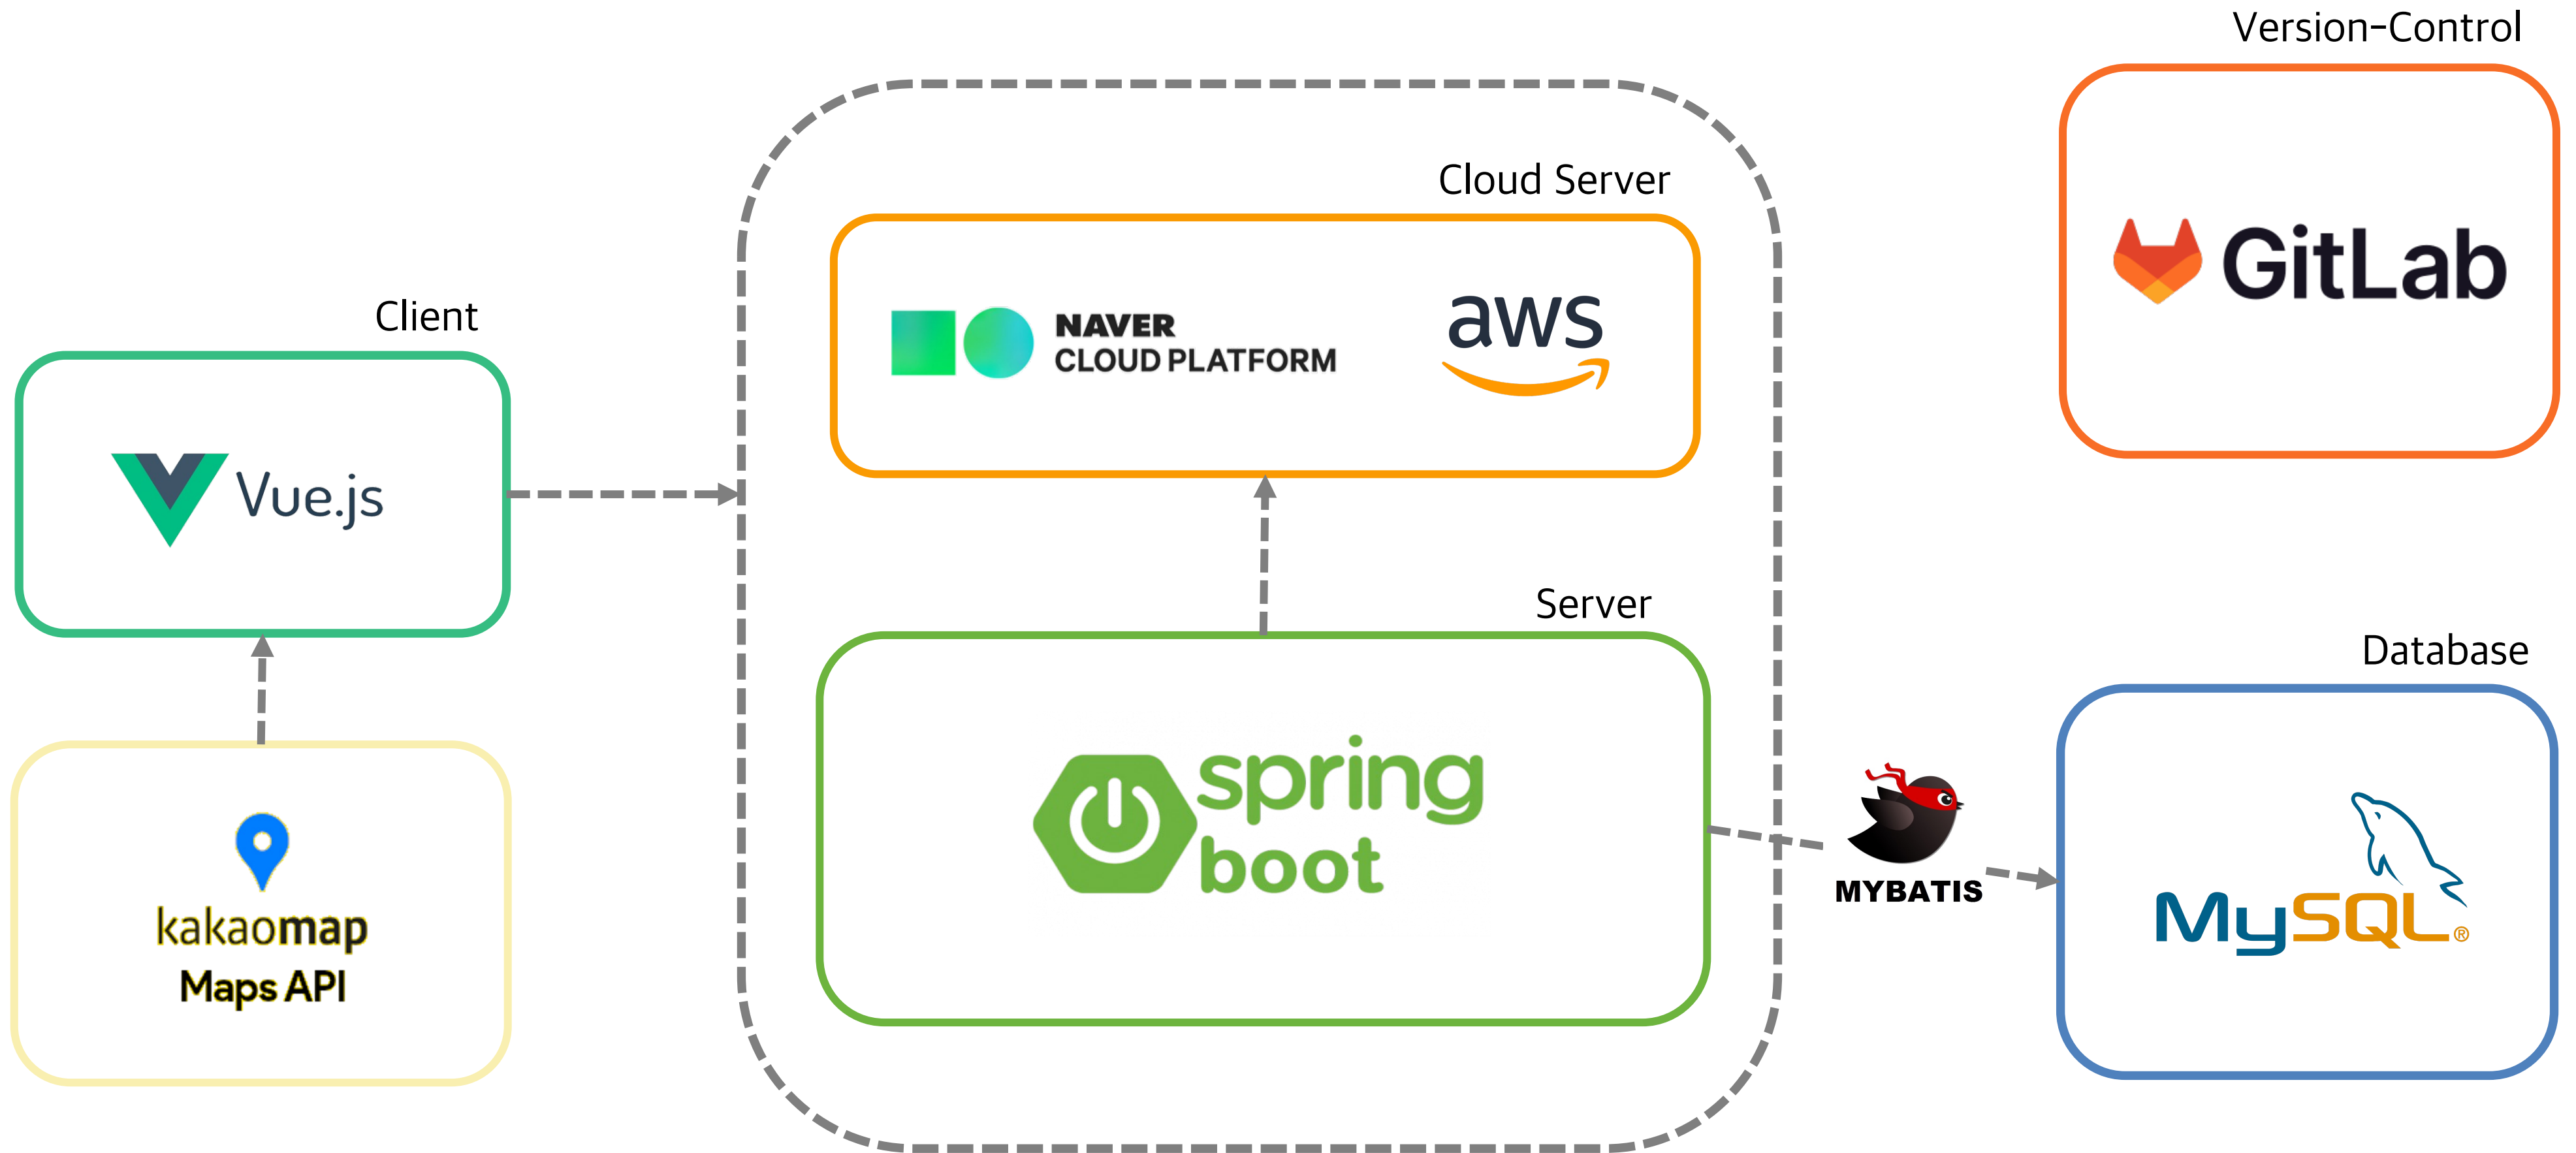 Version-Control
GitLab
Cloud Server
NAVER
CLOUD PLATFORM
aws
Client
Vue.js
Server
spring
boot
kakaomap
Maps API
MYBATIS
Database
MySQL®